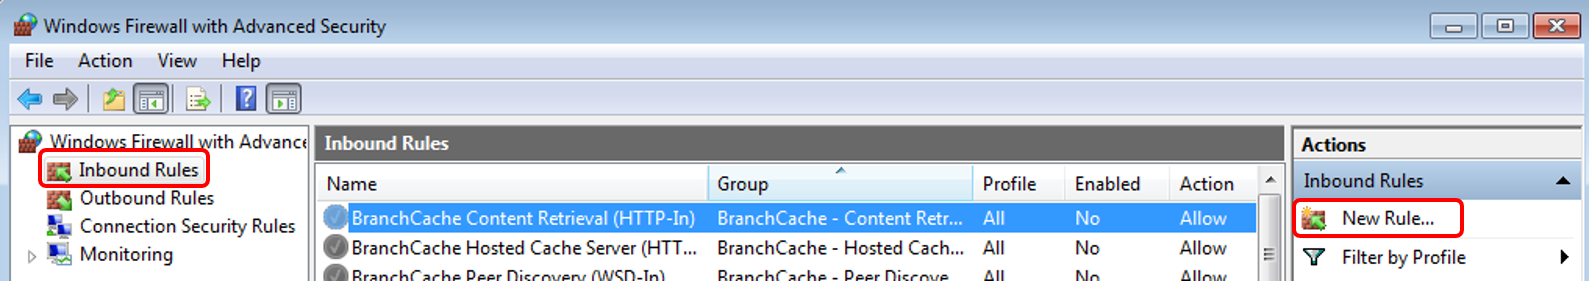 Windows Firewall with Advanced Security
File Action View Help
Windows Firewall with Advance
Inbound Rules
Outbound Rules
Connection Security Rules
Monitoring
Inbound Rules
Name Group Profile Enabled Action
BranchCache Content Retrieval (HTTP-In) BranchCache - Content Retr... All No Allow
BranchCache Hosted Cache Server (HTT... BranchCache - Hosted Cach... All No Allow
BranchCache Peer Discovery (WSD-In) BranchCache - Peer Discove... All No Allow
Actions
Inbound Rules
New Rule...
Filter by Profile